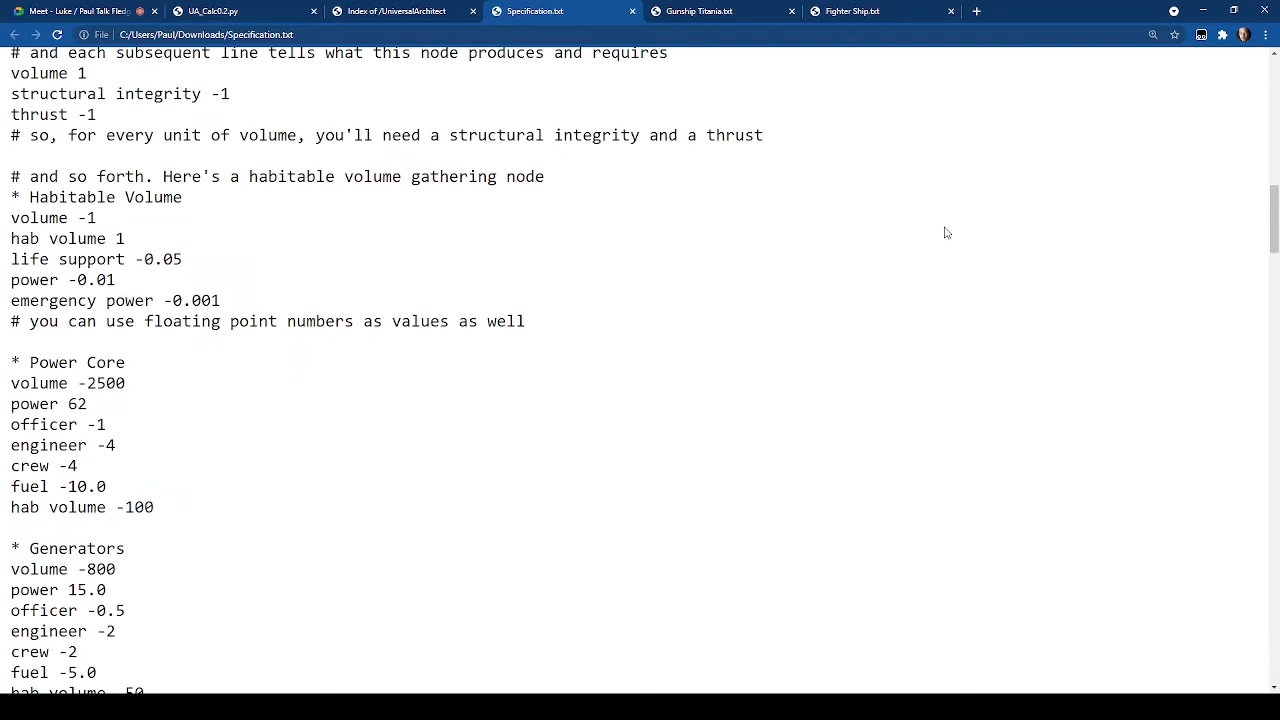 Meet - Luke / Paul Talk Fledg
UA_Calc0.2.py
Index of /UniversalArchitect
Specification.txt
Gunship Titania.txt
Fighter Ship.txt
File
C:/Users/Paul/Downloads/Specification.txt
# and each subsequent line tells what this node produces and requires
volume 1
structural integrity -1
thrust -1
# so, for every unit of volume, you'll need a structural integrity and a thrust
# and so forth. Here's a habitable volume gathering node
* Habitable Volume
volume -1
hab volume 1
life support -0.05
power -0.01
emergency power -0.001
# you can use floating point numbers as values as well
* Power Core
volume -2500
power 62
officer -1
engineer -4
crew -4
fuel -10.0
hab volume -100
* Generators
volume -800
power 15.0
officer -0.5
engineer -2
crew -2
fuel -5.0
hab volume -50